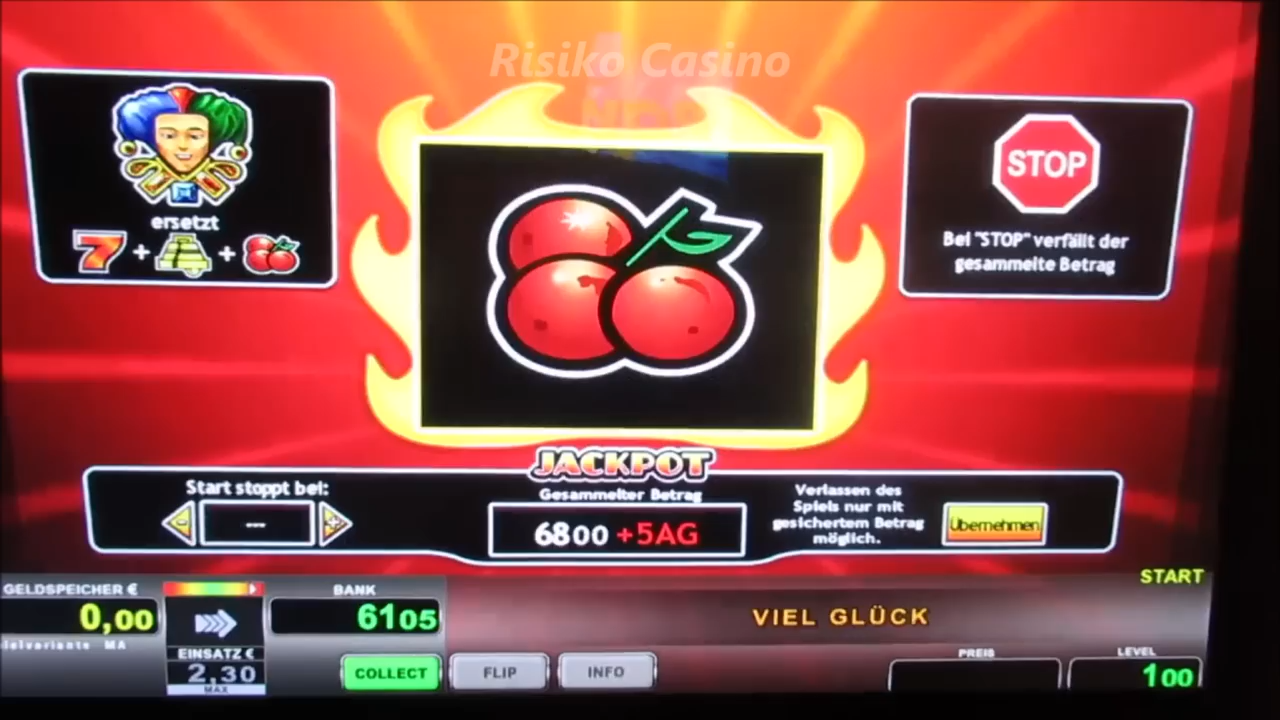 Risiko Casino
ersetzt
7 + +
STOP
Bei "STOP" verfällt der
gesammelte Betrag
JACKPOT
Start stoppt bei:
---
Gesammelter Betrag
6800 +5AG
Verlassen des
Spiels nur mit
gesichertem Betrag
möglich.
Übernehmen
START
GELDSPEICHER €
0,00
BANK
6105
VIEL GLÜCK
EINSATZ €
2,30
MAX
COLLECT
FLIP
INFO
PREIS
LEVEL
100